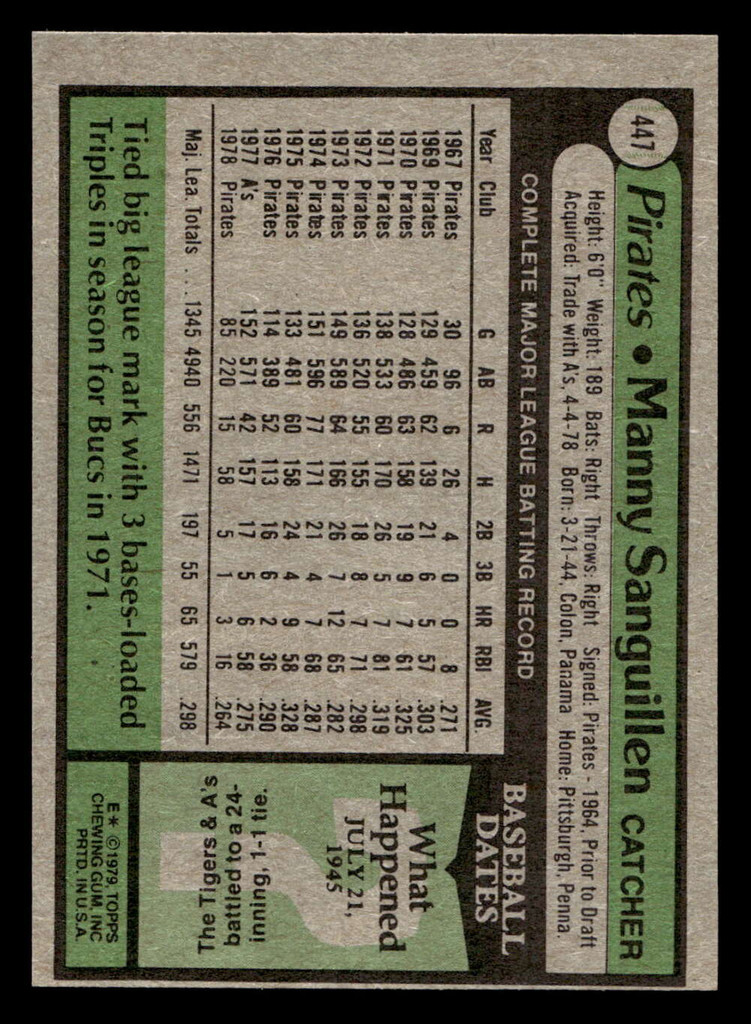 447
Pirates • Manny Sanguillen CATCHER
Height: 6'0" Weight: 189 Bats: Right Throws: Right Signed: Pirates - 1964, Prior to Draft
Acquired: Trade with A's, 4-4-78 Born: 3-21-44, Colon, Panama Home: Pittsburgh, Penna.
COMPLETE MAJOR LEAGUE BATTING RECORD
Year Club G AB R H 2B 3B HR RBI AVG.
1967 Pirates 30 96 6 26 4 0 0 8 .271
1969 Pirates 129 459 62 139 21 6 5 57 .303
1970 Pirates 128 486 63 158 19 9 7 61 .325
1971 Pirates 138 533 60 170 26 5 7 81 .319
1972 Pirates 136 520 55 155 18 8 7 71 .298
1973 Pirates 149 589 64 166 26 7 12 65 .282
1974 Pirates 151 596 77 171 21 4 7 68 .287
1975 Pirates 133 481 60 158 24 4 9 58 .328
1976 Pirates 114 389 52 113 16 6 2 36 .290
1977 A's 152 571 42 157 17 5 6 58 .275
1978 Pirates 85 220 15 58 5 1 3 16 .264
Maj. Lea. Totals . . . 1345 4940 556 1471 197 55 65 579 .298
Tied big league mark with 3 bases-loaded
Triples in season for Bucs in 1971.
BASEBALL
DATES
What
Happened
JULY 21,
1945
The Tigers & A's
battled to a 24-
inning, 1-1 tie.
E* ©1979, TOPPS
CHEWING GUM, INC
PRTD. IN U.S.A.